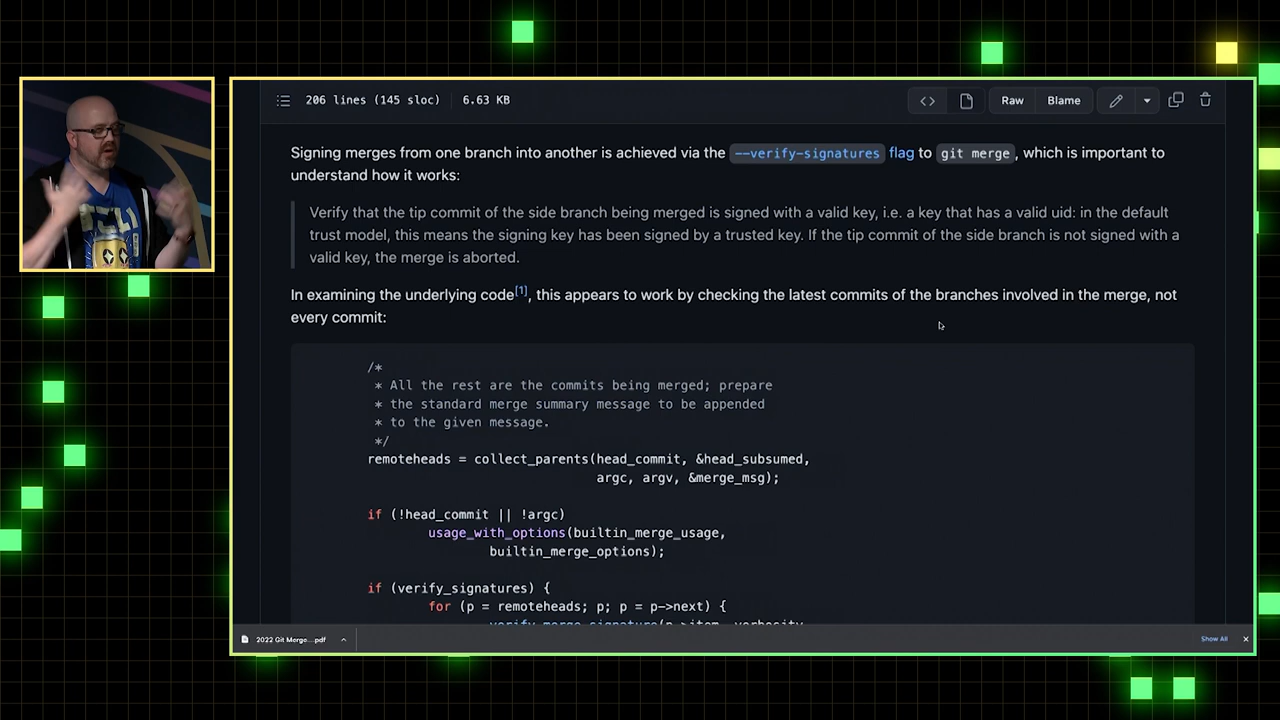 206 lines (145 sloc) 6.63 KB
Raw Blame
Signing merges from one branch into another is achieved via the --verify-signatures flag to git merge, which is important to
understand how it works:
Verify that the tip commit of the side branch being merged is signed with a valid key, i.e. a key that has a valid uid: in the default
trust model, this means the signing key has been signed by a trusted key. If the tip commit of the side branch is not signed with a
valid key, the merge is aborted.
In examining the underlying code[1], this appears to work by checking the latest commits of the branches involved in the merge, not
every commit:
/*
* All the rest are the commits being merged; prepare
* the standard merge summary message to be appended
* to the given message.
*/
remoteheads = collect_parents(head_commit, &head_subsumed,
argc, argv, &merge_msg);
if (!head_commit || !argc)
usage_with_options(builtin_merge_usage,
builtin_merge_options);
if (verify_signatures) {
for (p = remoteheads; p; p = p->next) {
verify_merge_signature(p->item, verbosity,
2022 Git Merge....pdf
Show All